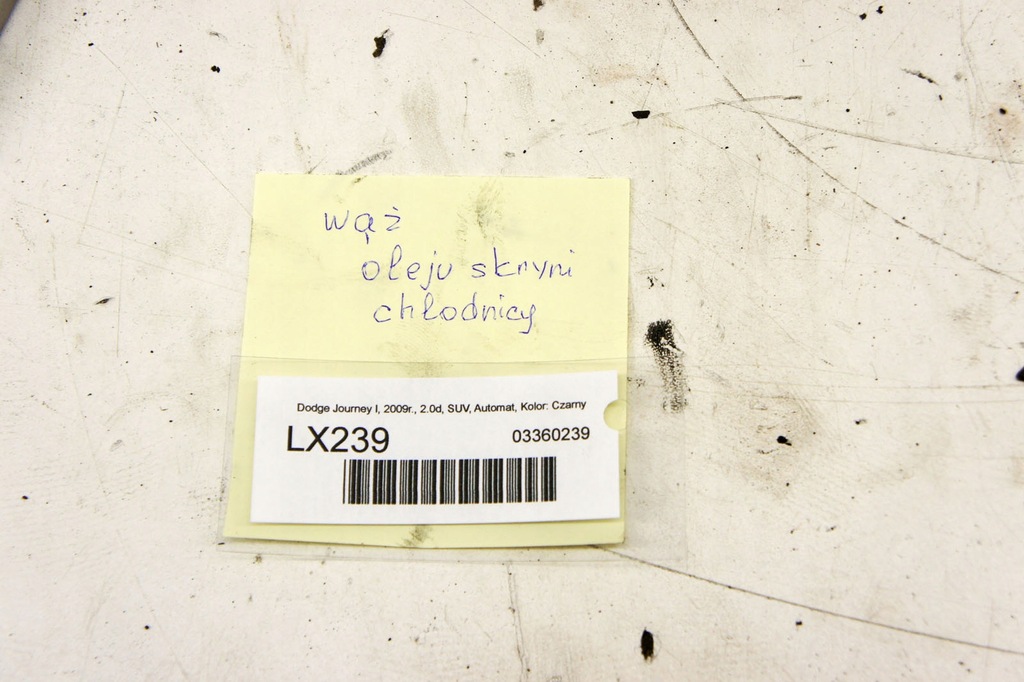 wąż
oleju skrzyni
chłodnicy
Dodge Journey I, 2009r., 2.0d, SUV, Automat, Kolor: Czarny
LX239
03360239